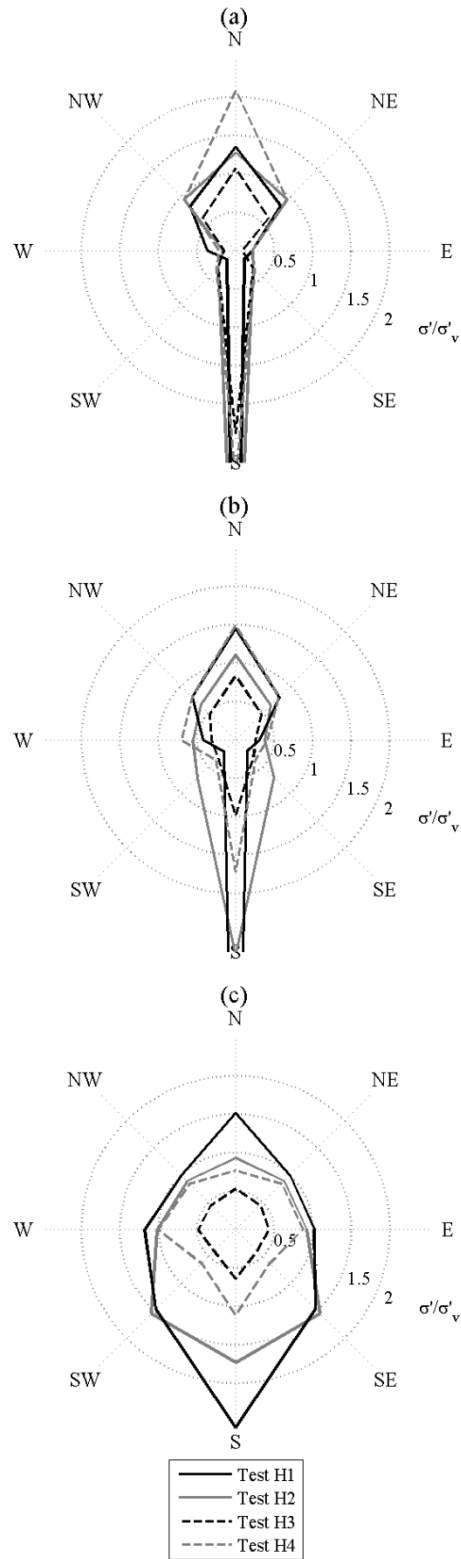 (a)
N
NW
NE
W
E
0.5
1
1.5
2
σ'/σ'v
SW
SE
S
(b)
N
NW
NE
W
E
0.5
1
1.5
2
σ'/σ'v
SW
SE
S
(c)
N
NW
NE
W
E
0.5
1.5
2
σ'/σ'v
SW
SE
S
Test H1
Test H2
Test H3
Test H4